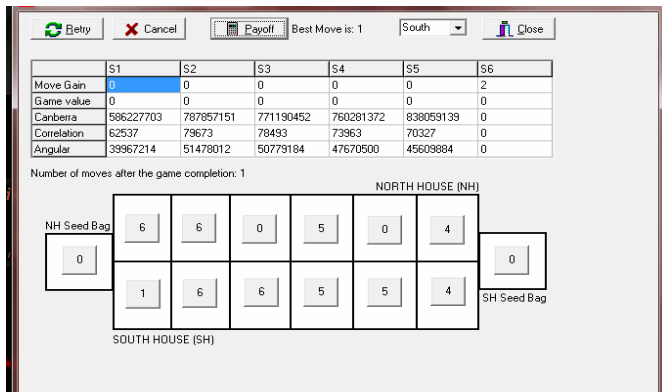 Retry Cancel Payoff Best Move is: 1 South Close
S1 S2 S3 S4 S5 S6
Move Gain 0 0 0 0 0 2
Game value 0 0 0 0 0 0
Canberra 586227703 787857151 771190452 760281372 838059139 0
Correlation 62537 79673 78493 73963 70327 0
Angular 39967214 51478012 50779184 47670500 45609884 0
Number of moves after the game completion: 1
NORTH HOUSE (NH)
NH Seed Bag 6 6 0 5 0 4
0 0
1 6 6 5 5 4 SH Seed Bag
SOUTH HOUSE (SH)